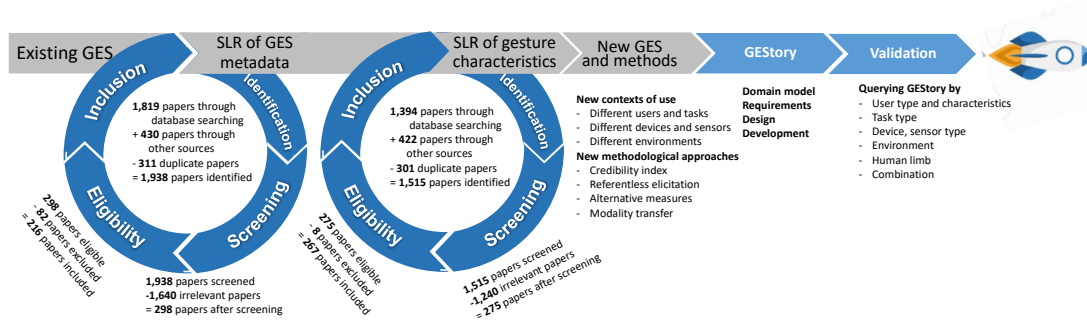 Existing GES
SLR of GES
metadata
SLR of gesture
characteristics
New GES
and methods
GEStory
Validation
Inclusion
Identification
Screening
Eligibility
1,819 papers through
database searching
+ 430 papers through
other sources
- 311 duplicate papers
= 1,938 papers identified
298 papers eligible
- 82 papers excluded
= 216 papers included
1,938 papers screened
-1,640 irrelevant papers
= 298 papers after screening
Inclusion
Identification
Screening
Eligibility
1,394 papers through
database searching
+ 422 papers through
other sources
- 301 duplicate papers
= 1,515 papers identified
275 papers eligible
- 8 papers excluded
= 267 papers included
1,515 papers screened
-1,240 irrelevant papers
= 275 papers after screening
New contexts of use
- Different users and tasks
- Different devices and sensors
- Different environments
New methodological approaches
- Credibility index
- Referentless elicitation
- Alternative measures
- Modality transfer
Domain model
Requirements
Design
Development
Querying GEStory by
- User type and characteristics
- Task type
- Device, sensor type
- Environment
- Human limb
- Combination